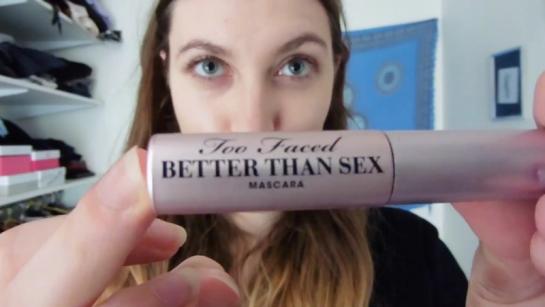 Too Faced
BETTER THAN SEX
MASCARA